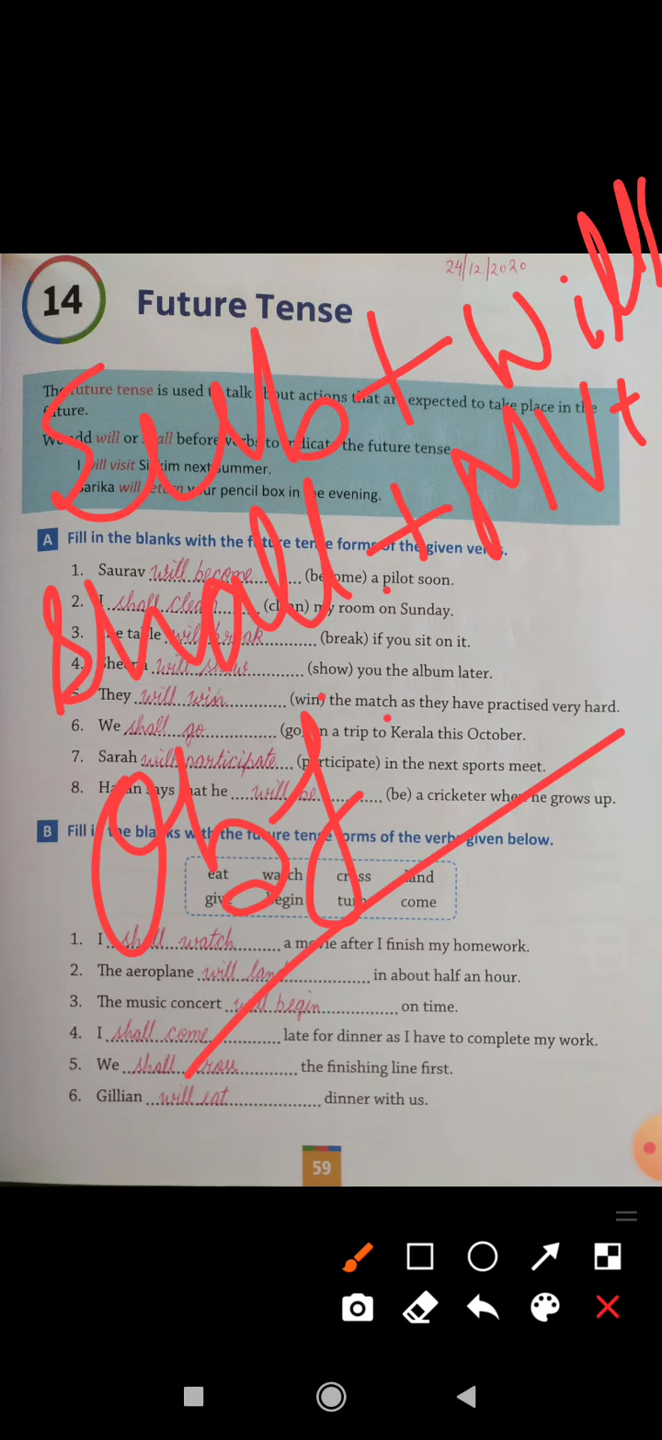 24/12/2020
14 Future Tense
The future tense is used to talk about actions that are expected to take place in the
future.
We add will or shall before verbs to indicate the future tense.
I will visit Sikkim next summer.
Sarika will return your pencil box in the evening.
Sub + will
shall + MV +
Obj
A Fill in the blanks with the future tense forms of the given verbs.
1. Saurav will become (become) a pilot soon.
2. I shall clean (clean) my room on Sunday.
3. The table will break (break) if you sit on it.
4. Sheena will show (show) you the album later.
5. They will win (win) the match as they have practised very hard.
6. We shall go (go) on a trip to Kerala this October.
7. Sarah will participate (participate) in the next sports meet.
8. says that he will be (be) a cricketer when he grows up.
B Fill in the blanks with the future tense forms of the verbs given below.
eat watch cross land
give begin turn come
1. I shall watch a movie after I finish my homework.
2. The aeroplane will land in about half an hour.
3. The music concert will begin on time.
4. I shall come late for dinner as I have to complete my work.
5. We shall cross the finishing line first.
6. Gillian will eat dinner with us.
59